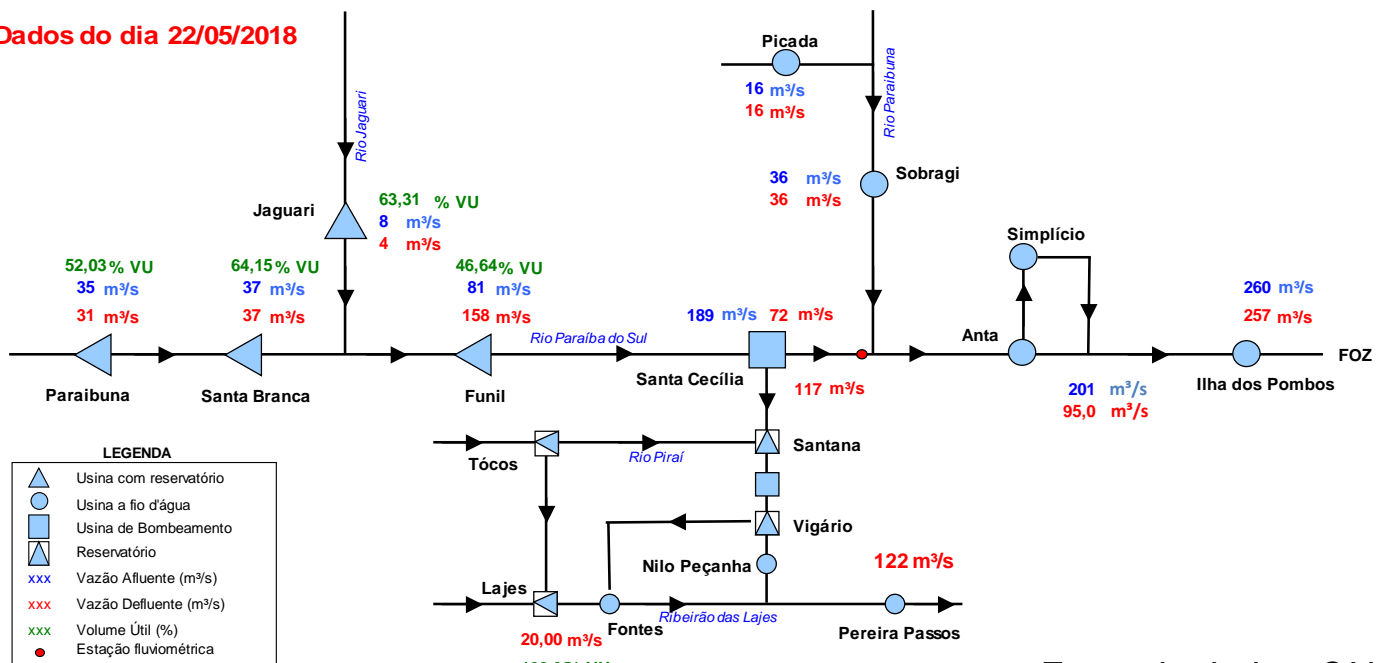 Dados do dia 22/05/2018
Picada
16 m³/s
16 m³/s
Rio Paraibuna
Rio Jaguari
Sobragi
36 m³/s
36 m³/s
Jaguari
63,31 % VU
8 m³/s
4 m³/s
Simplício
52,03 % VU
35 m³/s
31 m³/s
64,15 % VU
37 m³/s
37 m³/s
46,64 % VU
81 m³/s
158 m³/s
Rio Paraíba do Sul
189 m³/s 72 m³/s
260 m³/s
257 m³/s
Anta
FOZ
Paraibuna
Santa Branca
Funil
Santa Cecília
117 m³/s
201 m³/s
95,0 m³/s
Ilha dos Pombos
Tócos
Rio Piraí
Santana
Vigário
Nilo Peçanha
122 m³/s
Lajes
Fontes
Ribeirão das Lajes
Pereira Passos
20,00 m³/s
LEGENDA
Usina com reservatório
Usina a fio d'água
Usina de Bombeamento
Reservatório
xxx Vazão Afluente (m³/s)
xxx Vazão Defluente (m³/s)
xxx Volume Útil (%)
Estação fluviométrica